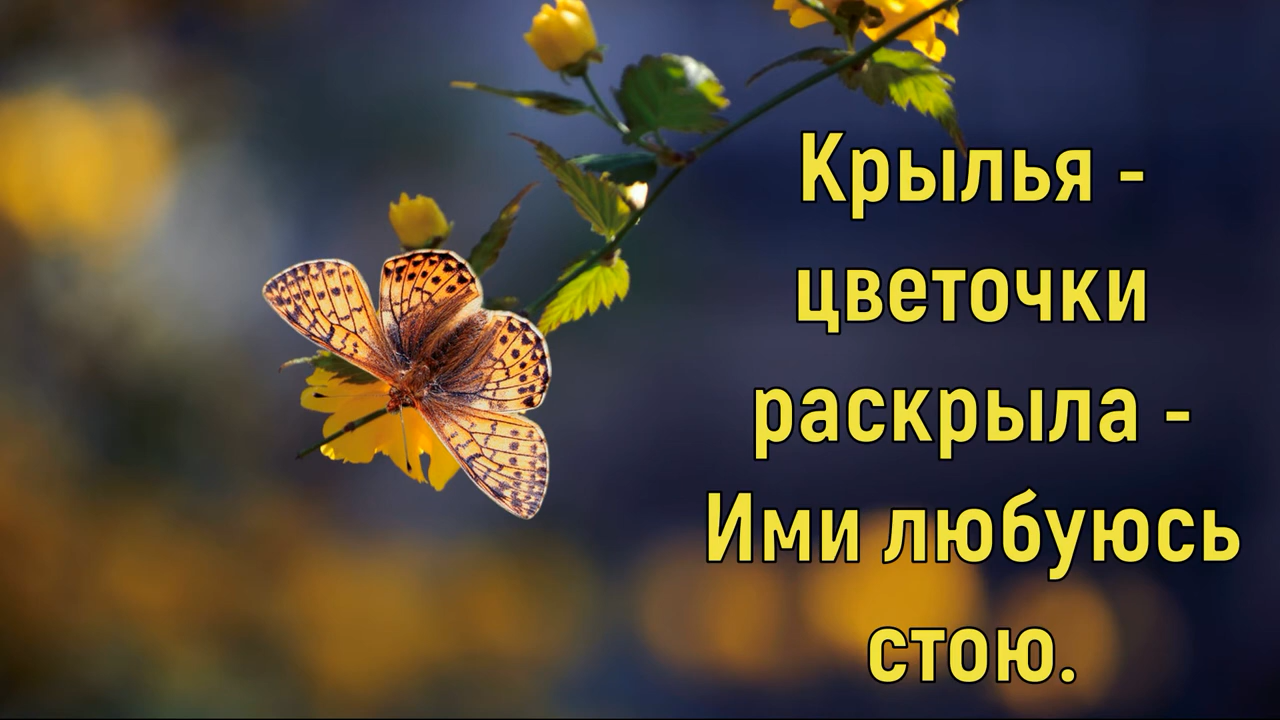 Крылья -
цветочки
раскрыла -
Ими любуюсь
стою.